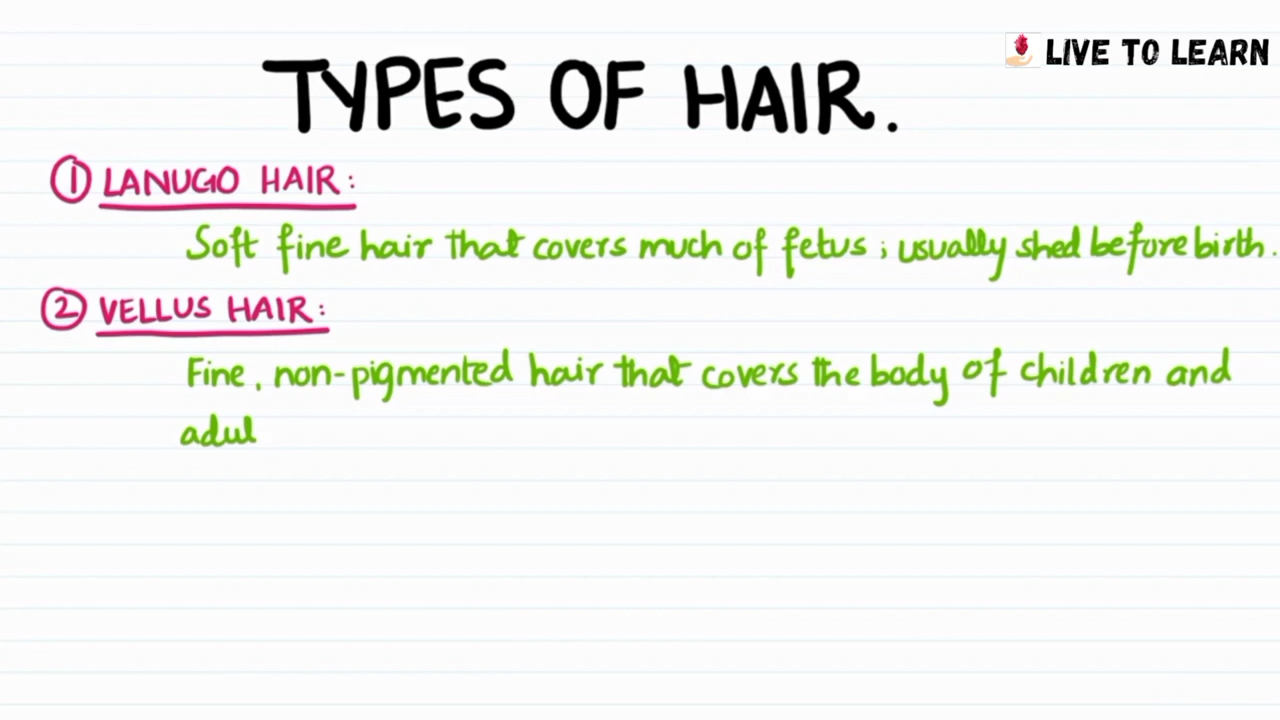 LIVE TO LEARN
TYPES OF HAIR.
① LANUGO HAIR:
Soft fine hair that covers much of fetus; usually shed before birth.
② VELLUS HAIR:
Fine, non-pigmented hair that covers the body of children and
adul